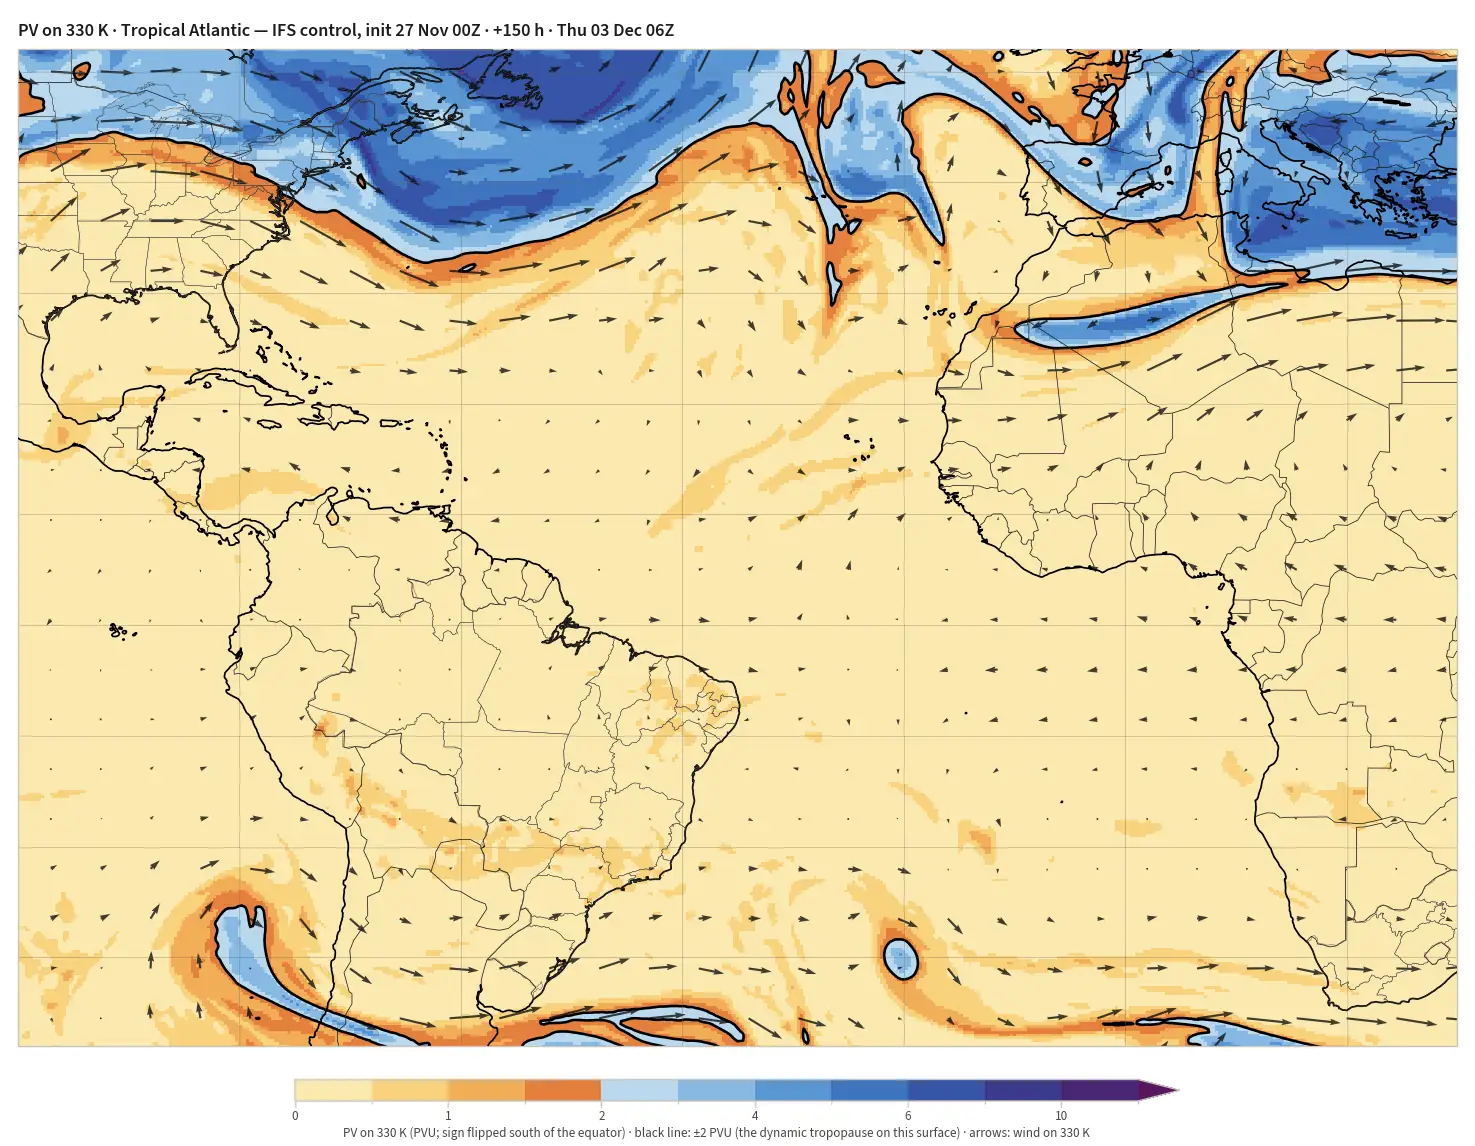 PV on 330 K · Tropical Atlantic — IFS control, init 27 Nov 00Z · +150 h · Thu 03 Dec 06Z
0 1 2 4 6 10
PV on 330 K (PVU; sign flipped south of the equator) · black line: ±2 PVU (the dynamic tropopause on this surface) · arrows: wind on 330 K